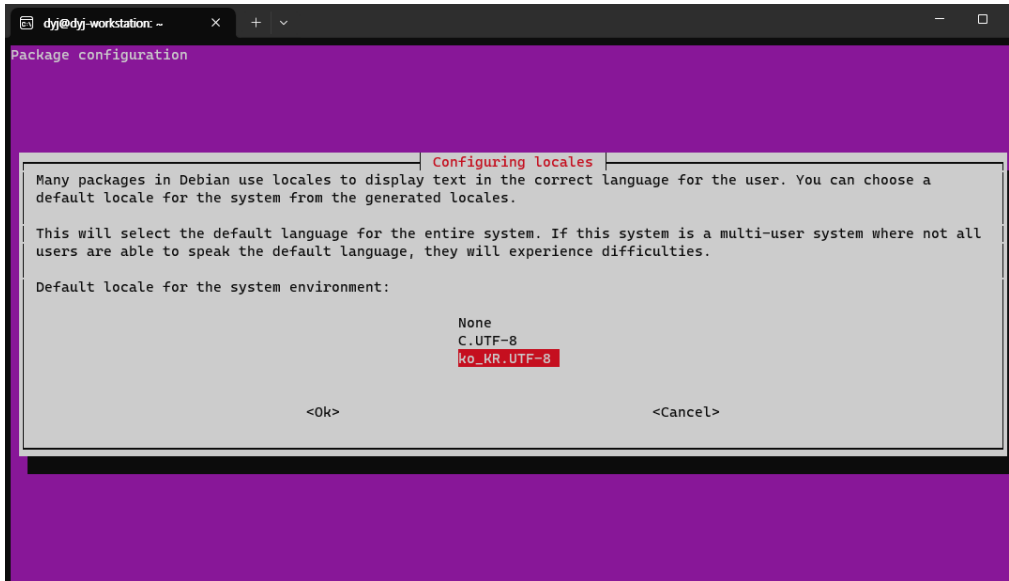 dyj@dyj-workstation: ~
Package configuration
Configuring locales
Many packages in Debian use locales to display text in the correct language for the user. You can choose a
default locale for the system from the generated locales.
This will select the default language for the entire system. If this system is a multi-user system where not all
users are able to speak the default language, they will experience difficulties.
Default locale for the system environment:
None
C.UTF-8
ko_KR.UTF-8
<Ok> <Cancel>